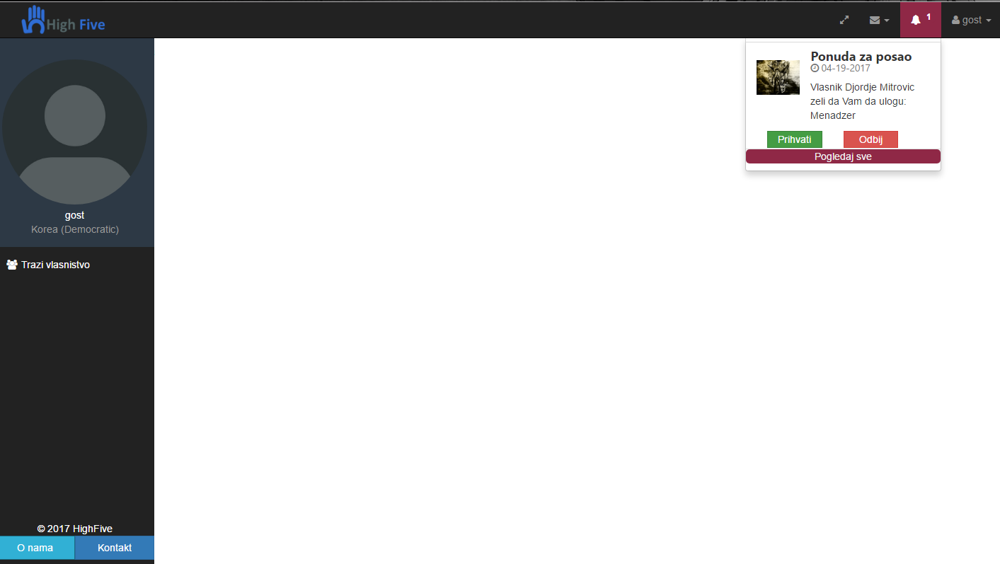 High Five
1
gost
Ponuda za posao
04-19-2017
Vlasnik Djordje Mitrovic
zeli da Vam da ulogu:
Menadzer
Prihvati
Odbij
Pogledaj sve
gost
Korea (Democratic)
Trazi vlasnistvo
© 2017 HighFive
O nama
Kontakt